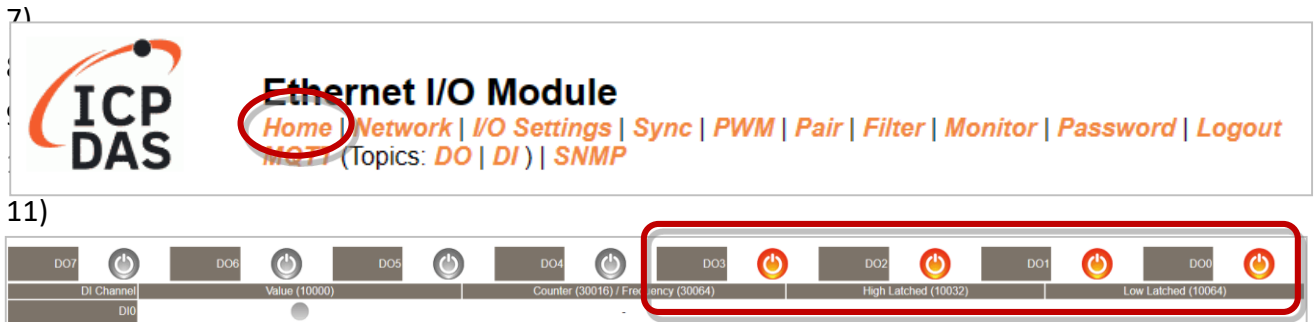 7)
ICP
DAS
Ethernet I/O Module
Home | Network | I/O Settings | Sync | PWM | Pair | Filter | Monitor | Password | Logout
MQTT (Topics: DO | DI ) | SNMP
11)
DO7 DO6 DO5 DO4 DO3 DO2 DO1 DO0
DI Channel Value (10000) Counter (30016) / Frequency (30064) High Latched (10032) Low Latched (10064)
DI0 -